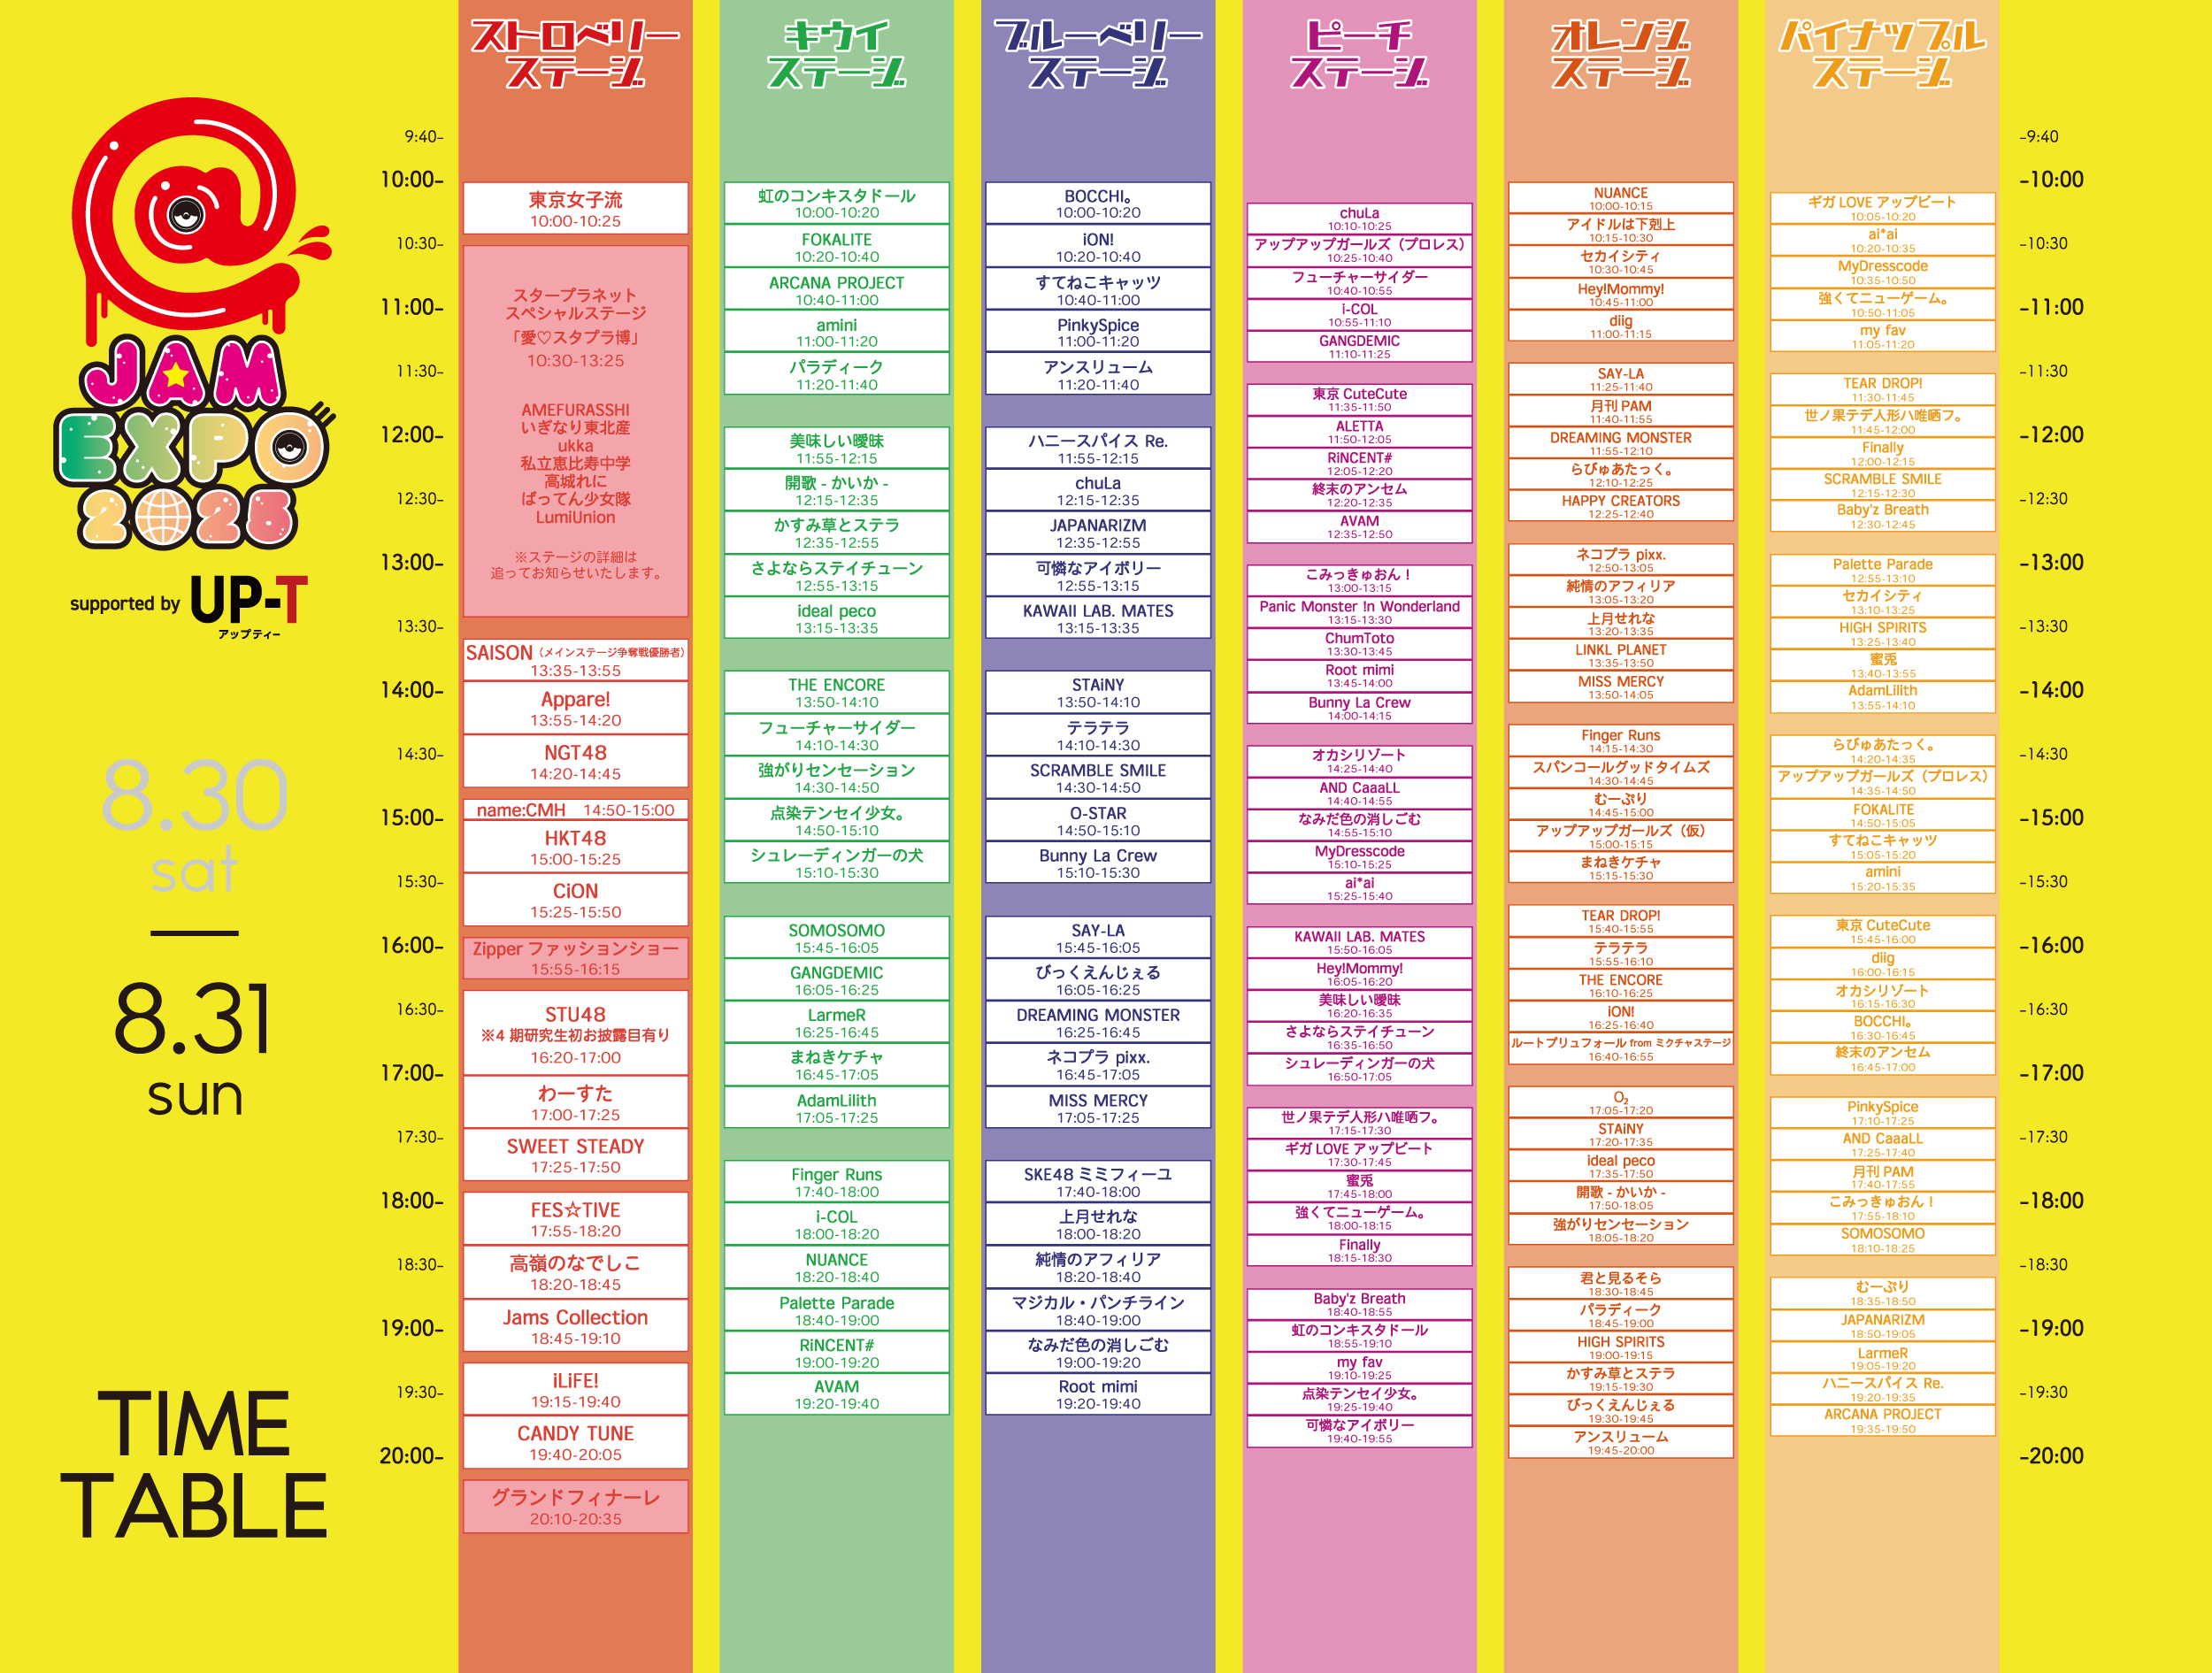 JAM
EXPO
2025
supported by UP-T
アップティー
8.30
sat
8.31
sun
TIME
TABLE
9:40-
10:00-
10:30-
11:00-
11:30-
12:00-
12:30-
13:00-
13:30-
14:00-
14:30-
15:00-
15:30-
16:00-
16:30-
17:00-
17:30-
18:00-
18:30-
19:00-
19:30-
20:00-
ストロベリー
ステージ
東京女子流
10:00-10:25
スタープラネット
スペシャルステージ
「愛♡スタプラ博」
10:30-13:25
AMEFURASSHI
いぎなり東北産
ukka
私立恵比寿中学
高城れに
ばってん少女隊
LumiUnion
※ステージの詳細は
追ってお知らせいたします。
SAISON（メインステージ争奪戦優勝者）
13:35-13:55
Appare!
13:55-14:20
NGT48
14:20-14:45
name:CMH 14:50-15:00
HKT48
15:00-15:25
CiON
15:25-15:50
Zipper ファッションショー
15:55-16:15
STU48
※4 期研究生初お披露目有り
16:20-17:00
わーすた
17:00-17:25
SWEET STEADY
17:25-17:50
FES☆TIVE
17:55-18:20
高嶺のなでしこ
18:20-18:45
Jams Collection
18:45-19:10
iLiFE!
19:15-19:40
CANDY TUNE
19:40-20:05
グランドフィナーレ
20:10-20:35
キウイ
ステージ
虹のコンキスタドール
10:00-10:20
FOKALITE
10:20-10:40
ARCANA PROJECT
10:40-11:00
amini
11:00-11:20
パラディーク
11:20-11:40
美味しい曖昧
11:55-12:15
開歌 - かいか -
12:15-12:35
かすみ草とステラ
12:35-12:55
さよならステイチューン
12:55-13:15
ideal peco
13:15-13:35
THE ENCORE
13:50-14:10
フューチャーサイダー
14:10-14:30
強がりセンセーション
14:30-14:50
点染テンセイ少女。
14:50-15:10
シュレーディンガーの犬
15:10-15:30
SOMOSOMO
15:45-16:05
GANGDEMIC
16:05-16:25
LarmeR
16:25-16:45
まねきケチャ
16:45-17:05
AdamLilith
17:05-17:25
Finger Runs
17:40-18:00
i-COL
18:00-18:20
NUANCE
18:20-18:40
Palette Parade
18:40-19:00
RiNCENT#
19:00-19:20
AVAM
19:20-19:40
ブルーベリー
ステージ
BOCCHI。
10:00-10:20
iON!
10:20-10:40
すてねこキャッツ
10:40-11:00
PinkySpice
11:00-11:20
アンスリューム
11:20-11:40
ハニースパイス Re.
11:55-12:15
chuLa
12:15-12:35
JAPANARIZM
12:35-12:55
可憐なアイボリー
12:55-13:15
KAWAII LAB. MATES
13:15-13:35
STAiNY
13:50-14:10
テラテラ
14:10-14:30
SCRAMBLE SMILE
14:30-14:50
O-STAR
14:50-15:10
Bunny La Crew
15:10-15:30
SAY-LA
15:45-16:05
びっくえんじぇる
16:05-16:25
DREAMING MONSTER
16:25-16:45
ネコプラ pixx.
16:45-17:05
MISS MERCY
17:05-17:25
SKE48 ミミフィーユ
17:40-18:00
上月せれな
18:00-18:20
純情のアフィリア
18:20-18:40
マジカル・パンチライン
18:40-19:00
なみだ色の消しごむ
19:00-19:20
Root mimi
19:20-19:40
ピーチ
ステージ
chuLa
10:10-10:25
アップアップガールズ（プロレス）
10:25-10:40
フューチャーサイダー
10:40-10:55
i-COL
10:55-11:10
GANGDEMIC
11:10-11:25
東京 CuteCute
11:35-11:50
ALETTA
11:50-12:05
RiNCENT#
12:05-12:20
終末のアンセム
12:20-12:35
AVAM
12:35-12:50
こみっきゅおん！
13:00-13:15
Panic Monster !n Wonderland
13:15-13:30
ChumToto
13:30-13:45
Root mimi
13:45-14:00
Bunny La Crew
14:00-14:15
オカシリゾート
14:25-14:40
AND CaaaLL
14:40-14:55
なみだ色の消しごむ
14:55-15:10
MyDresscode
15:10-15:25
ai*ai
15:25-15:40
KAWAII LAB. MATES
15:50-16:05
Hey!Mommy!
16:05-16:20
美味しい曖昧
16:20-16:35
さよならステイチューン
16:35-16:50
シュレーディンガーの犬
16:50-17:05
世ノ果テデ人形ハ唯哂フ。
17:15-17:30
ギガ LOVE アップビート
17:30-17:45
蜜兎
17:45-18:00
強くてニューゲーム。
18:00-18:15
Finally
18:15-18:30
Baby'z Breath
18:40-18:55
虹のコンキスタドール
18:55-19:10
my fav
19:10-19:25
点染テンセイ少女。
19:25-19:40
可憐なアイボリー
19:40-19:55
オレンジ
ステージ
NUANCE
10:00-10:15
アイドルは下剋上
10:15-10:30
セカイシティ
10:30-10:45
Hey!Mommy!
10:45-11:00
diig
11:00-11:15
SAY-LA
11:25-11:40
月刊 PAM
11:40-11:55
DREAMING MONSTER
11:55-12:10
らびゅあたっく。
12:10-12:25
HAPPY CREATORS
12:25-12:40
ネコプラ pixx.
12:50-13:05
純情のアフィリア
13:05-13:20
上月せれな
13:20-13:35
LINKL PLANET
13:35-13:50
MISS MERCY
13:50-14:05
Finger Runs
14:15-14:30
スパンコールグッドタイムズ
14:30-14:45
むーぷり
14:45-15:00
アップアップガールズ（仮）
15:00-15:15
まねきケチャ
15:15-15:30
TEAR DROP!
15:40-15:55
テラテラ
15:55-16:10
THE ENCORE
16:10-16:25
iON!
16:25-16:40
ルートプリュフォール from ミクチャステージ
16:40-16:55
O₂
17:05-17:20
STAiNY
17:20-17:35
ideal peco
17:35-17:50
開歌 - かいか -
17:50-18:05
強がりセンセーション
18:05-18:20
君と見るそら
18:30-18:45
パラディーク
18:45-19:00
HIGH SPIRITS
19:00-19:15
かすみ草とステラ
19:15-19:30
びっくえんじぇる
19:30-19:45
アンスリューム
19:45-20:00
パイナップル
ステージ
ギガ LOVE アップビート
10:05-10:20
ai*ai
10:20-10:35
MyDresscode
10:35-10:50
強くてニューゲーム。
10:50-11:05
my fav
11:05-11:20
TEAR DROP!
11:30-11:45
世ノ果テデ人形ハ唯哂フ。
11:45-12:00
Finally
12:00-12:15
SCRAMBLE SMILE
12:15-12:30
Baby'z Breath
12:30-12:45
Palette Parade
12:55-13:10
セカイシティ
13:10-13:25
HIGH SPIRITS
13:25-13:40
蜜兎
13:40-13:55
AdamLilith
13:55-14:10
らびゅあたっく。
14:20-14:35
アップアップガールズ（プロレス）
14:35-14:50
FOKALITE
14:50-15:05
すてねこキャッツ
15:05-15:20
amini
15:20-15:35
東京 CuteCute
15:45-16:00
diig
16:00-16:15
オカシリゾート
16:15-16:30
BOCCHI。
16:30-16:45
終末のアンセム
16:45-17:00
PinkySpice
17:10-17:25
AND CaaaLL
17:25-17:40
月刊 PAM
17:40-17:55
こみっきゅおん！
17:55-18:10
SOMOSOMO
18:10-18:25
むーぷり
18:35-18:50
JAPANARIZM
18:50-19:05
LarmeR
19:05-19:20
ハニースパイス Re.
19:20-19:35
ARCANA PROJECT
19:35-19:50
-9:40
-10:00
-10:30
-11:00
-11:30
-12:00
-12:30
-13:00
-13:30
-14:00
-14:30
-15:00
-15:30
-16:00
-16:30
-17:00
-17:30
-18:00
-18:30
-19:00
-19:30
-20:00